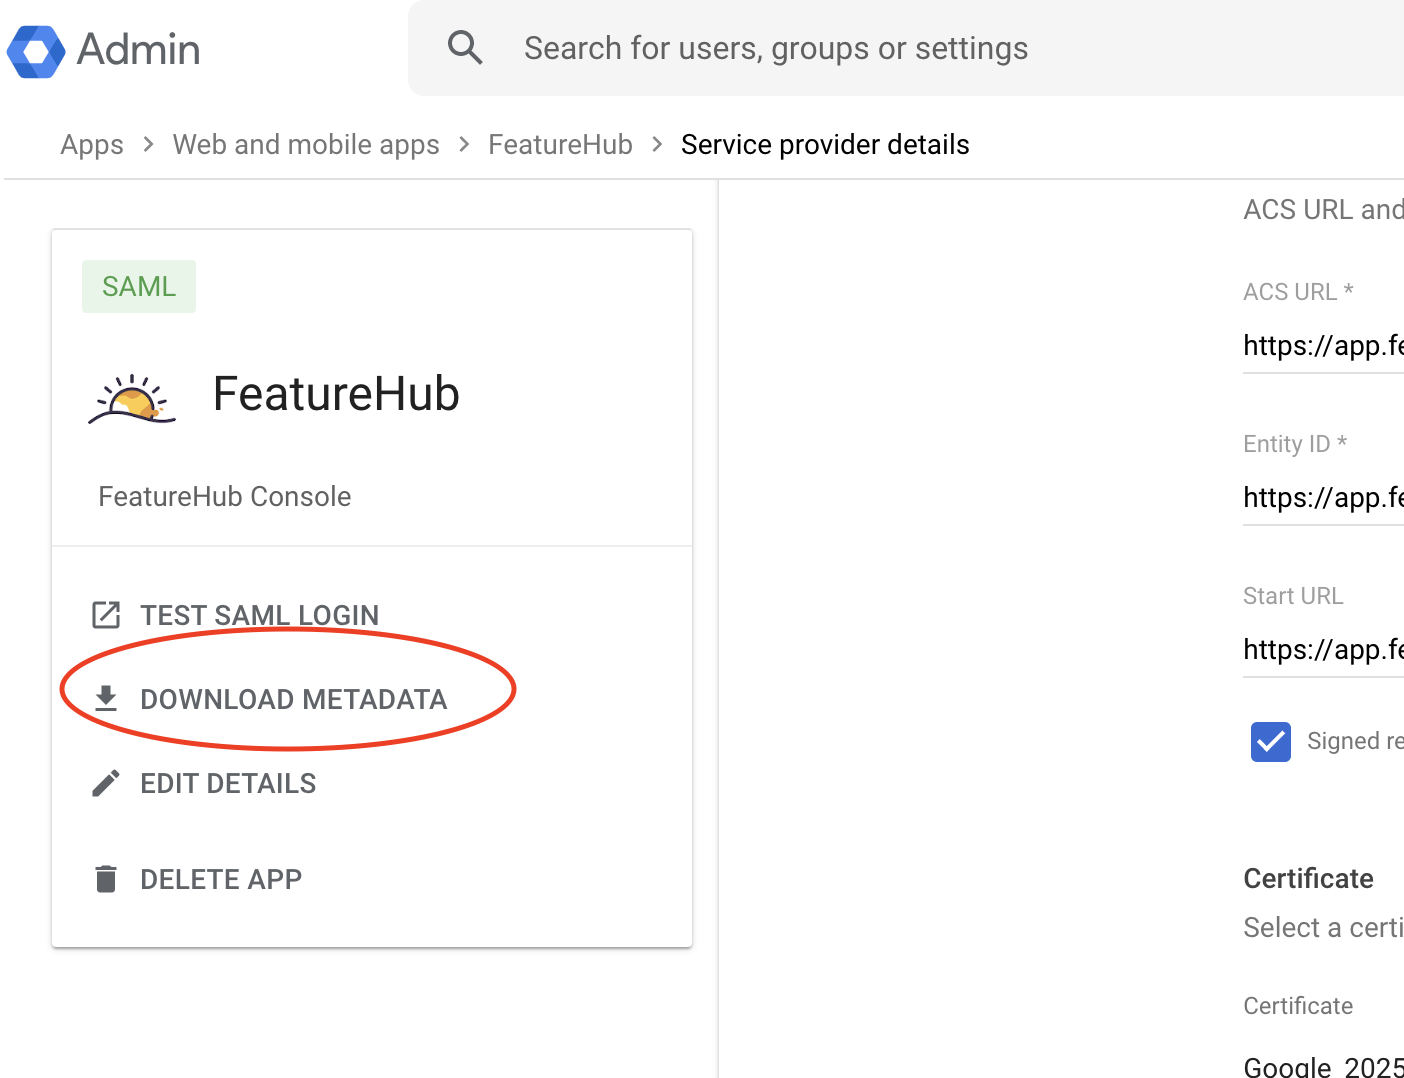 Admin
Search for users, groups or settings
Apps > Web and mobile apps > FeatureHub > Service provider details
SAML
FeatureHub
FeatureHub Console
TEST SAML LOGIN
DOWNLOAD METADATA
EDIT DETAILS
DELETE APP
ACS URL and
ACS URL *
https://app.fe
Entity ID *
https://app.fe
Start URL
https://app.fe
Signed re
Certificate
Select a certi
Certificate
Google_2025